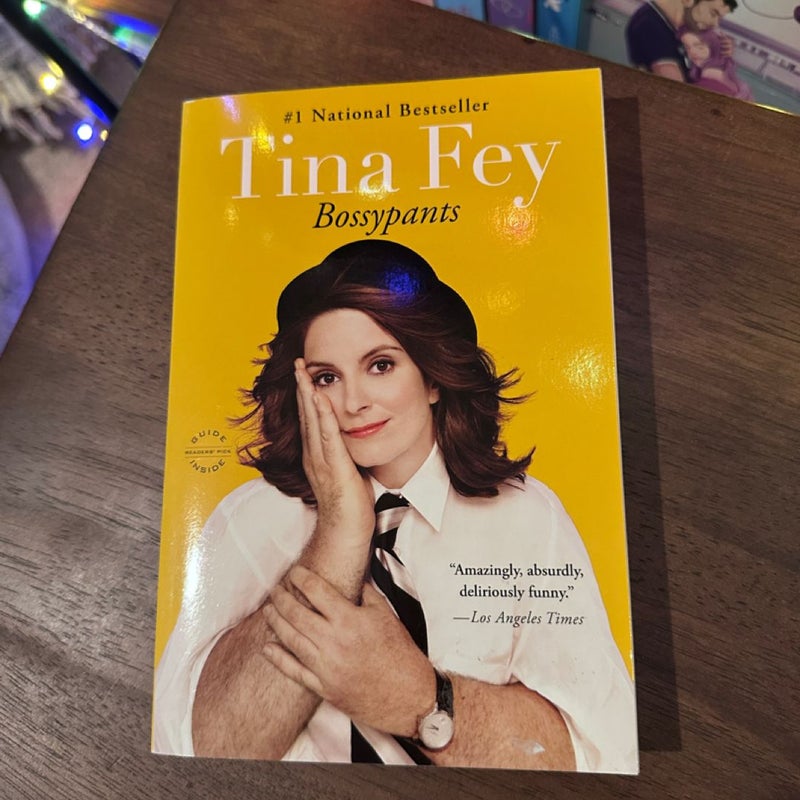 #1 National Bestseller
Tina Fey
Bossypants
GUIDE
READERS' PICK
INSIDE
“Amazingly, absurdly,
deliriously funny.”
—Los Angeles Times